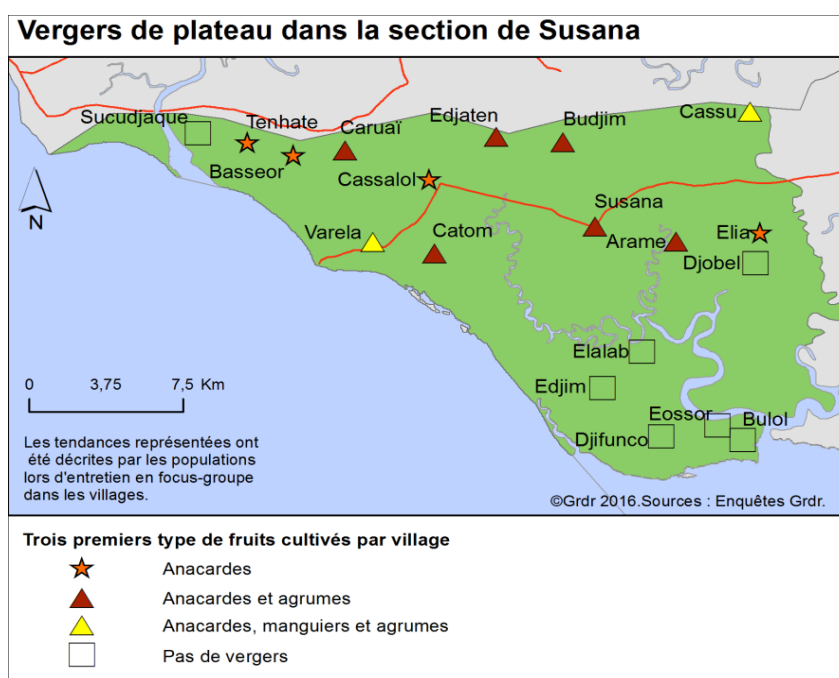 Vergers de plateau dans la section de Susana
Sucudjaque
Tenhate
Basseor
Caruaï
Edjaten
Budjim
Cassu
Cassalol
Susana
Varela
Catom
Arame
Elia
Djobel
N
Elalab
Edjim
Eossor
Bulol
Djifunco
0 3,75 7,5 Km
Les tendances représentées ont
été décrites par les populations
lors d'entretien en focus-groupe
dans les villages.
©Grdr 2016.Sources : Enquêtes Grdr.
Trois premiers type de fruits cultivés par village
Anacardes
Anacardes et agrumes
Anacardes, manguiers et agrumes
Pas de vergers